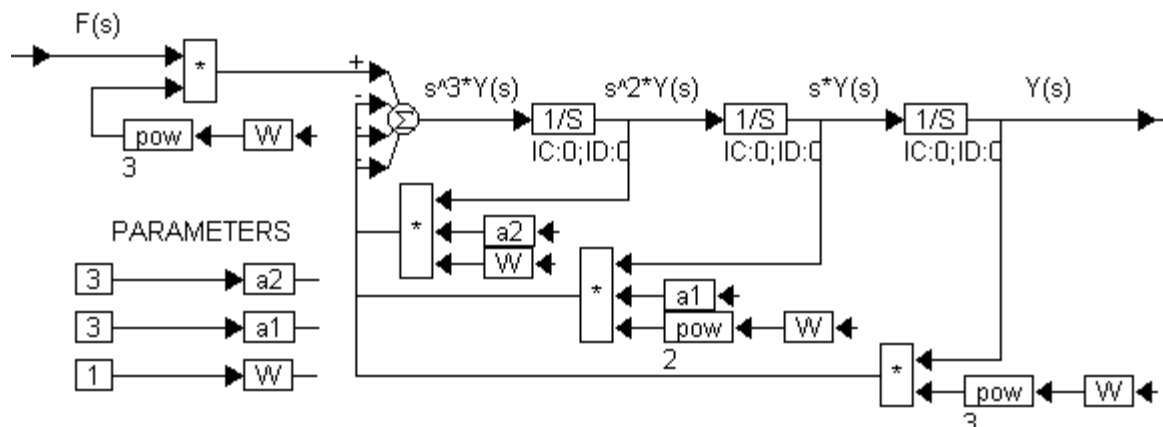 F(s)
*
pow
W
3
+
-
-
-
Σ
s^3*Y(s)
1/S
IC:0;ID:0
s^2*Y(s)
1/S
IC:0;ID:0
s*Y(s)
1/S
IC:0;ID:0
Y(s)
*
a2
W
*
a1
pow
W
2
*
pow
W
3
PARAMETERS
3 a2
3 a1
1 W